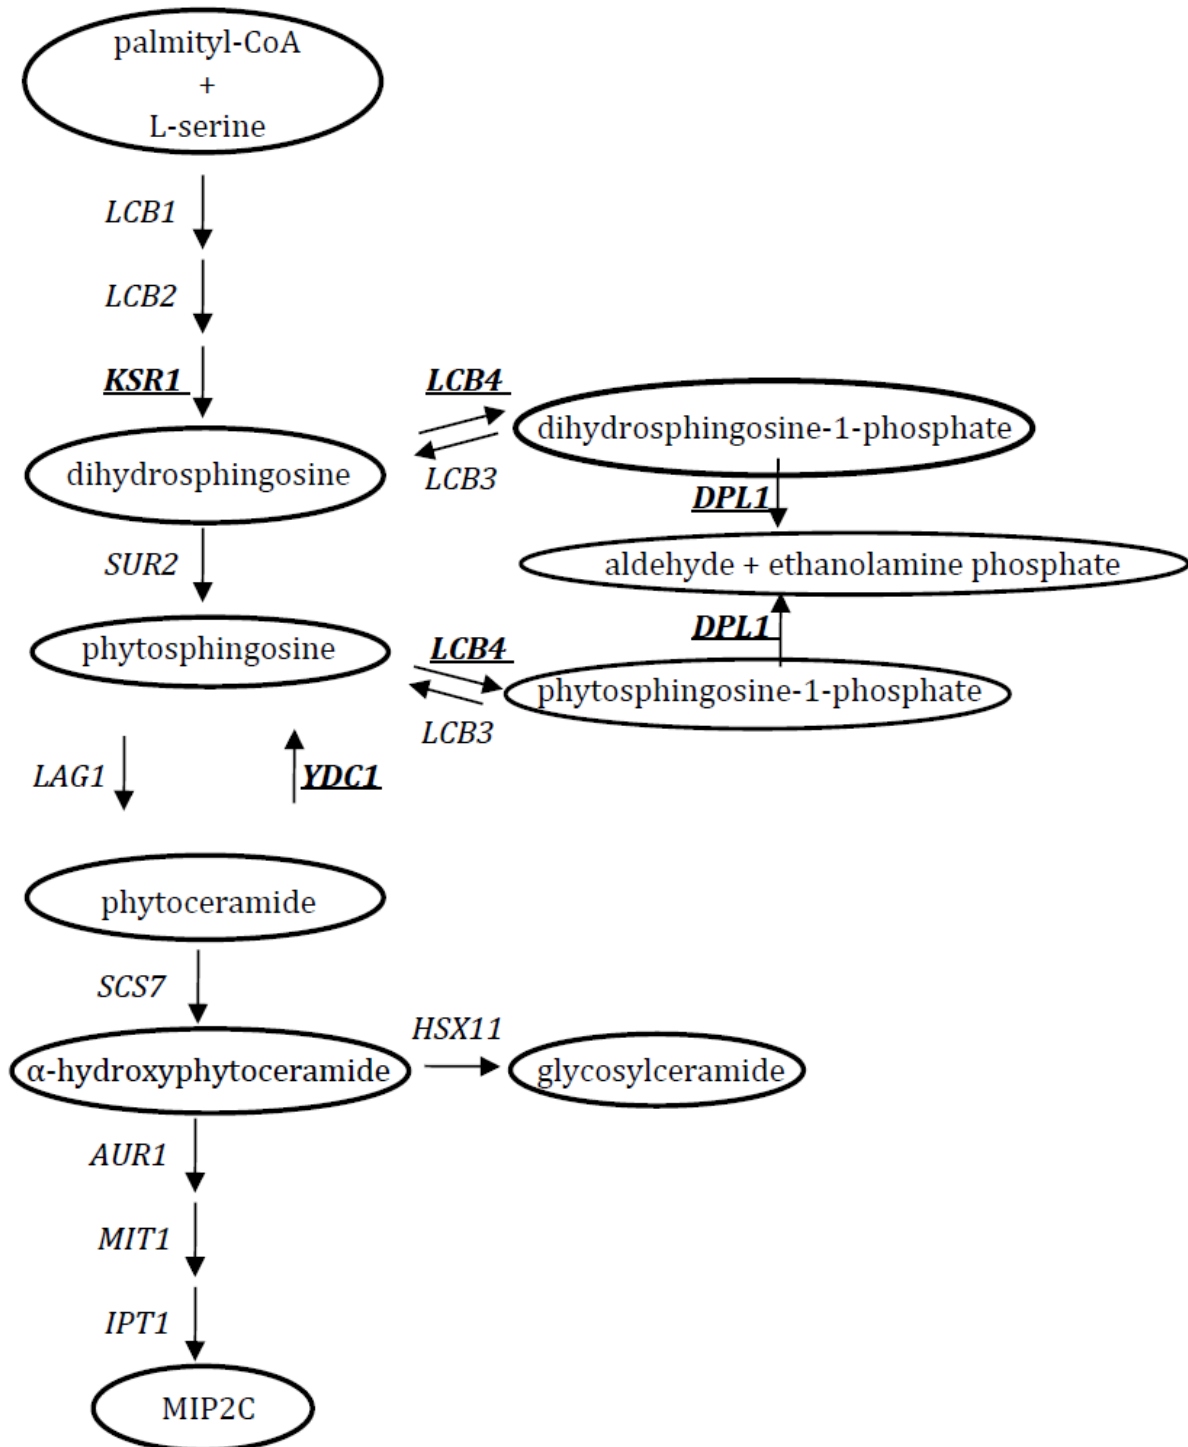 palmityl-CoA
+
L-serine
LCB1
LCB2
KSR1
LCB4
dihydrosphingosine-1-phosphate
dihydrosphingosine
LCB3
DPL1
SUR2
aldehyde + ethanolamine phosphate
DPL1
phytosphingosine
LCB4
phytosphingosine-1-phosphate
LCB3
LAG1
YDC1
phytoceramide
SCS7
HSX11
α-hydroxyphytoceramide
glycosylceramide
AUR1
MIT1
IPT1
MIP2C